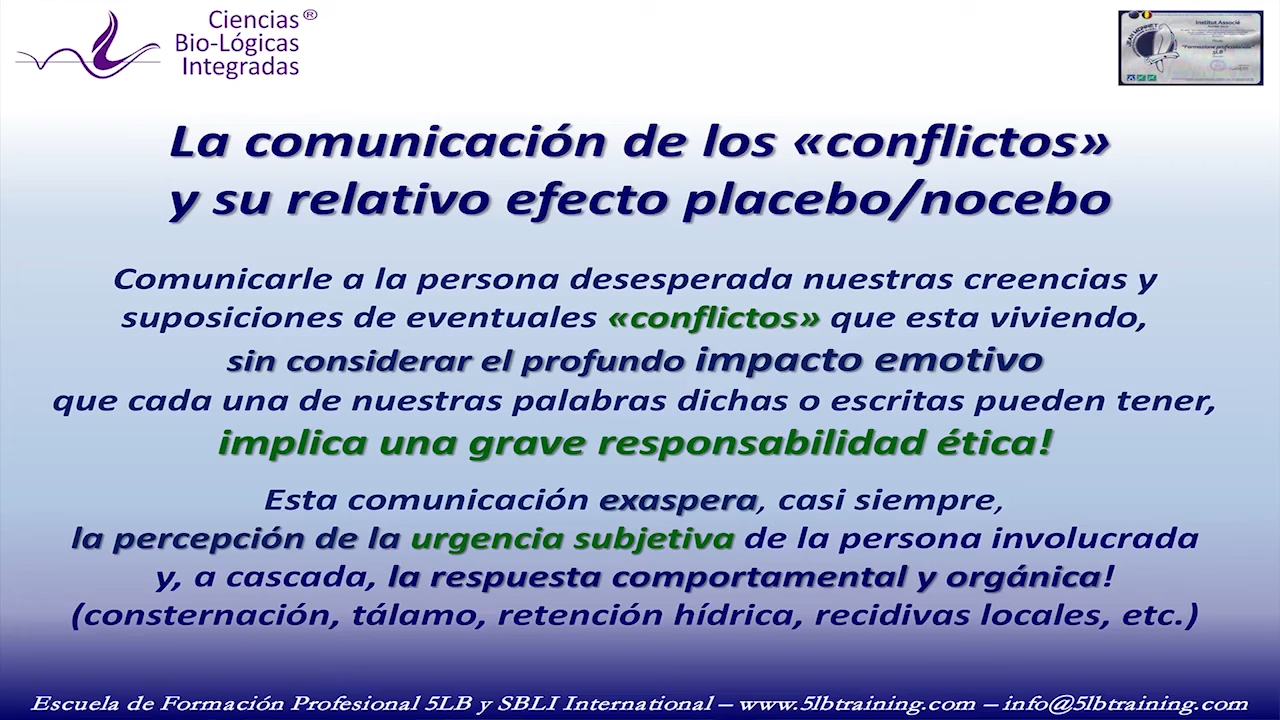 Ciencias®
Bio-Lógicas
Integradas
Institut Associé
"Formazione professionale
5LB"
La comunicación de los «conflictos»
y su relativo efecto placebo/nocebo
Comunicarle a la persona desesperada nuestras creencias y
suposiciones de eventuales «conflictos» que esta viviendo,
sin considerar el profundo impacto emotivo
que cada una de nuestras palabras dichas o escritas pueden tener,
implica una grave responsabilidad ética!
Esta comunicación exaspera, casi siempre,
la percepción de la urgencia subjetiva de la persona involucrada
y, a cascada, la respuesta comportamental y orgánica!
(consternación, tálamo, retención hídrica, recidivas locales, etc.)
Escuela de Formación Profesional 5LB y SBLI International – www.5lbtraining.com – info@5lbtraining.com